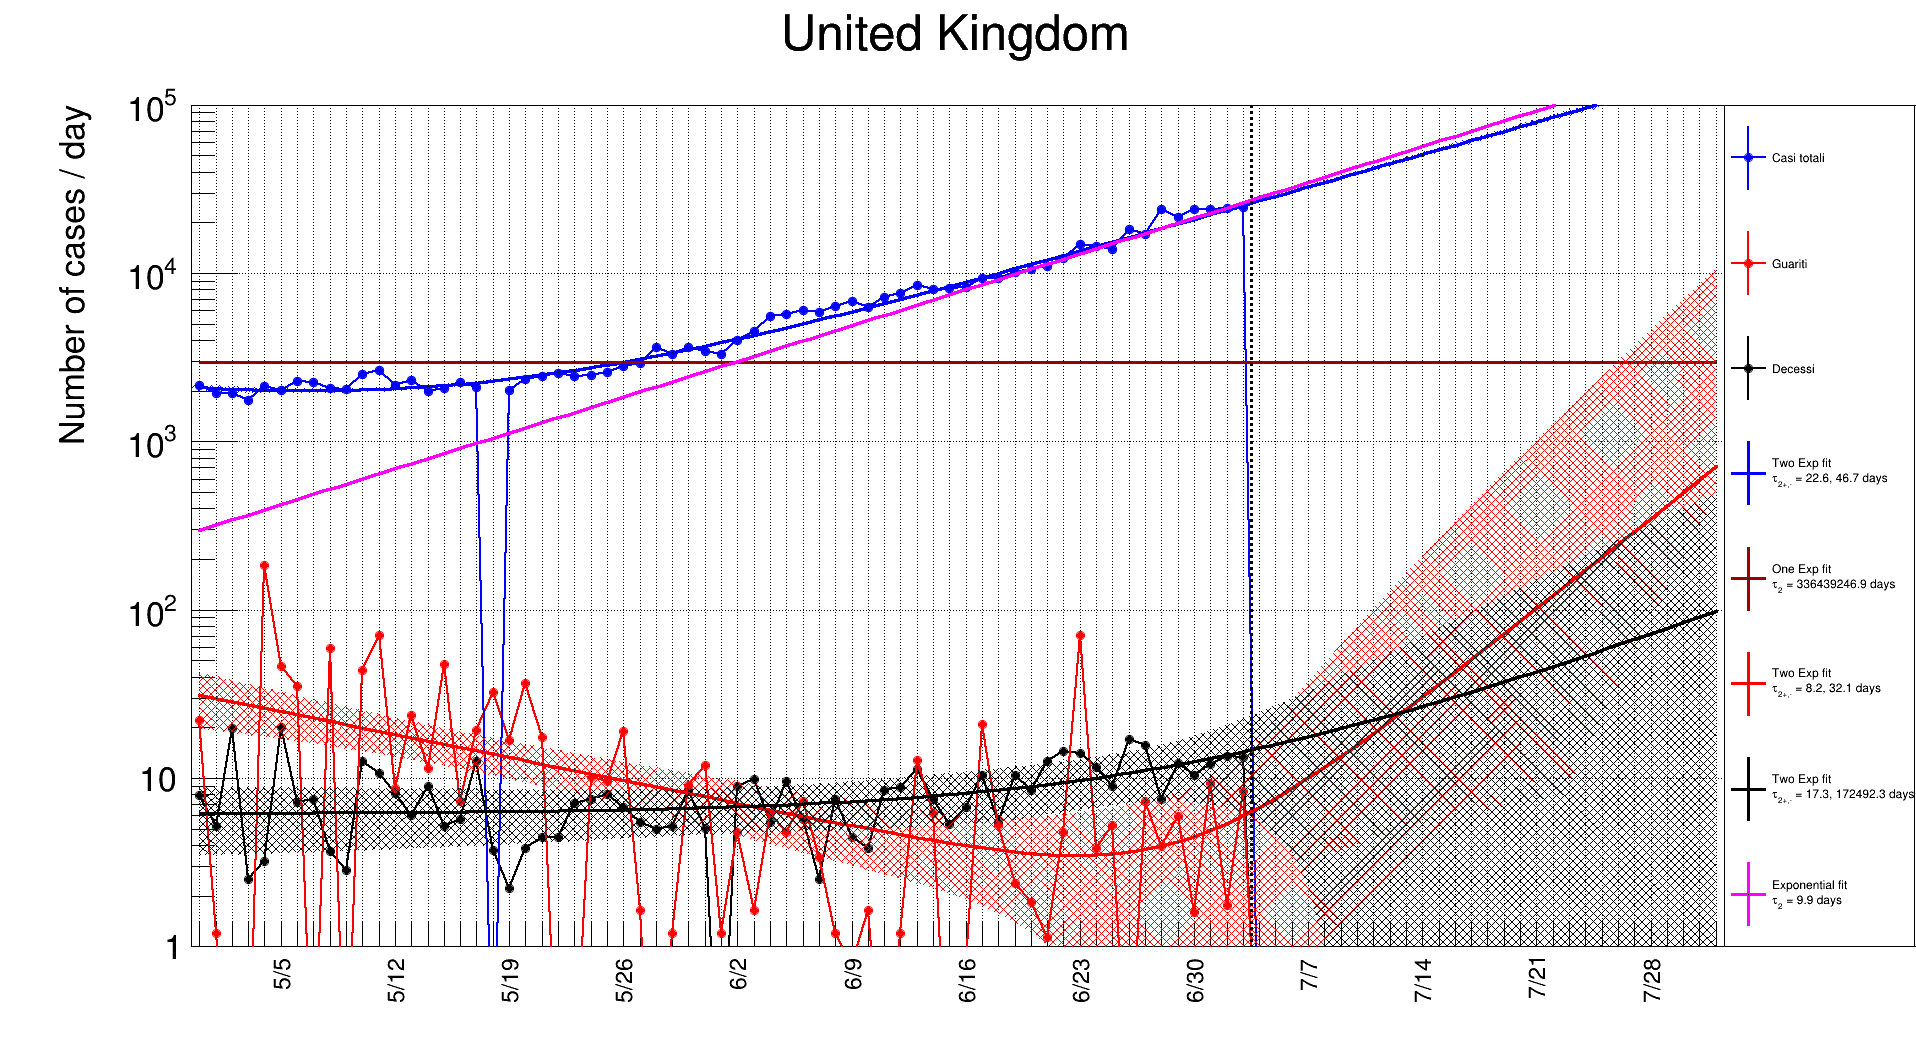 United Kingdom
Number of cases / day
10^5
10^4
10^3
10^2
10
1
5/5
5/12
5/19
5/26
6/2
6/9
6/16
6/23
6/30
7/7
7/14
7/21
7/28
Casi totali
Guariti
Decessi
Two Exp fit
τ2+,- = 22.6, 46.7 days
One Exp fit
τ2 = 336439246.9 days
Two Exp fit
τ2+,- = 8.2, 32.1 days
Two Exp fit
τ2+,- = 17.3, 172492.3 days
Exponential fit
τ2 = 9.9 days